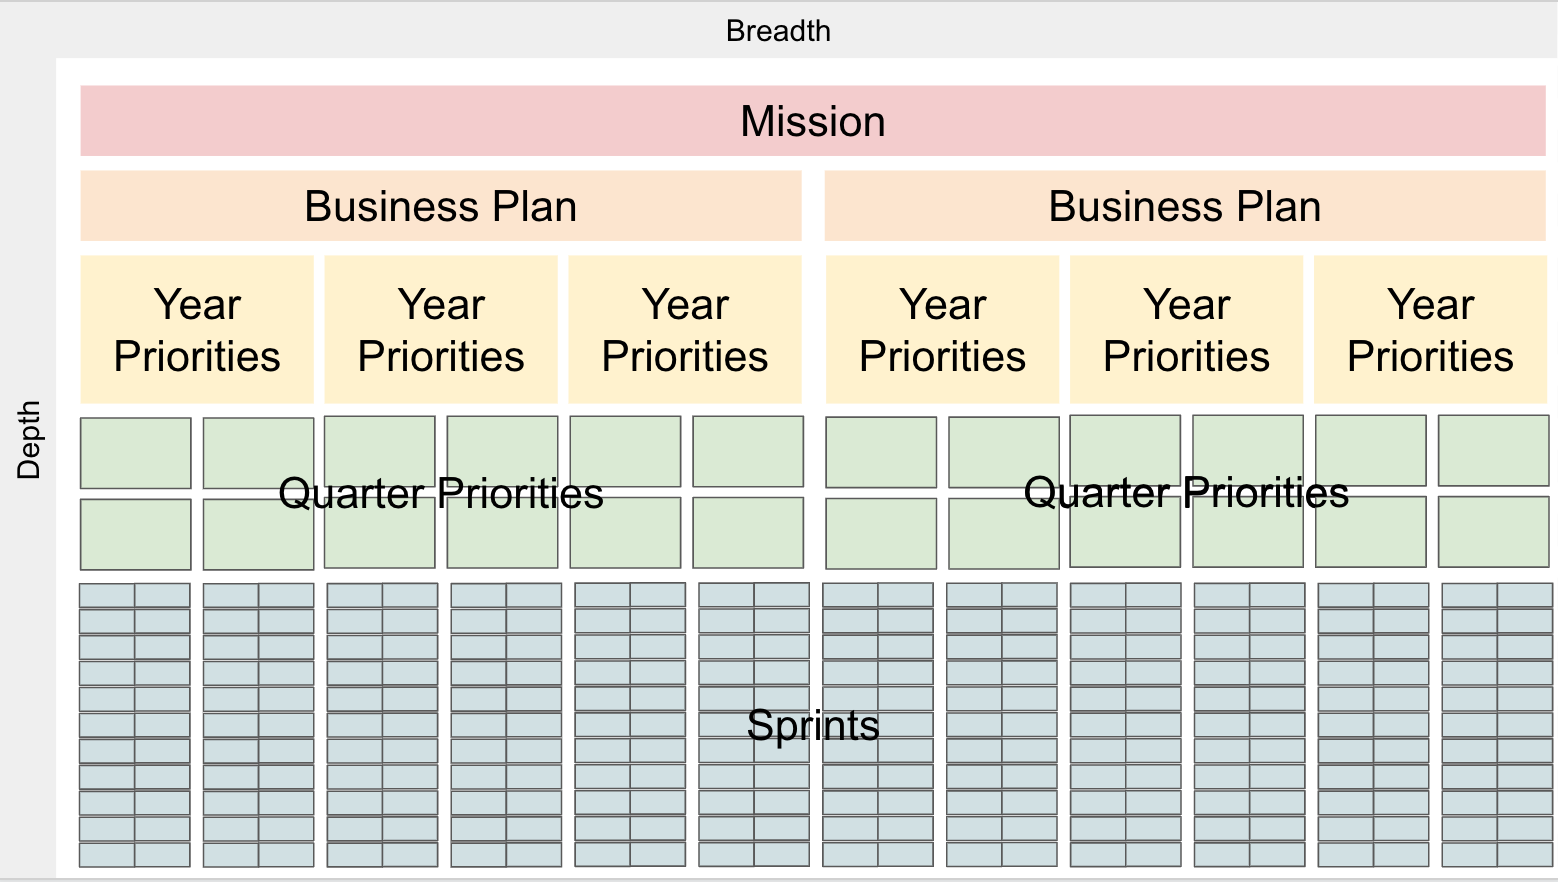 Breadth
Mission
Business Plan
Business Plan
Year
Priorities
Year
Priorities
Year
Priorities
Year
Priorities
Year
Priorities
Year
Priorities
Depth
Quarter Priorities
Quarter Priorities
Sprints